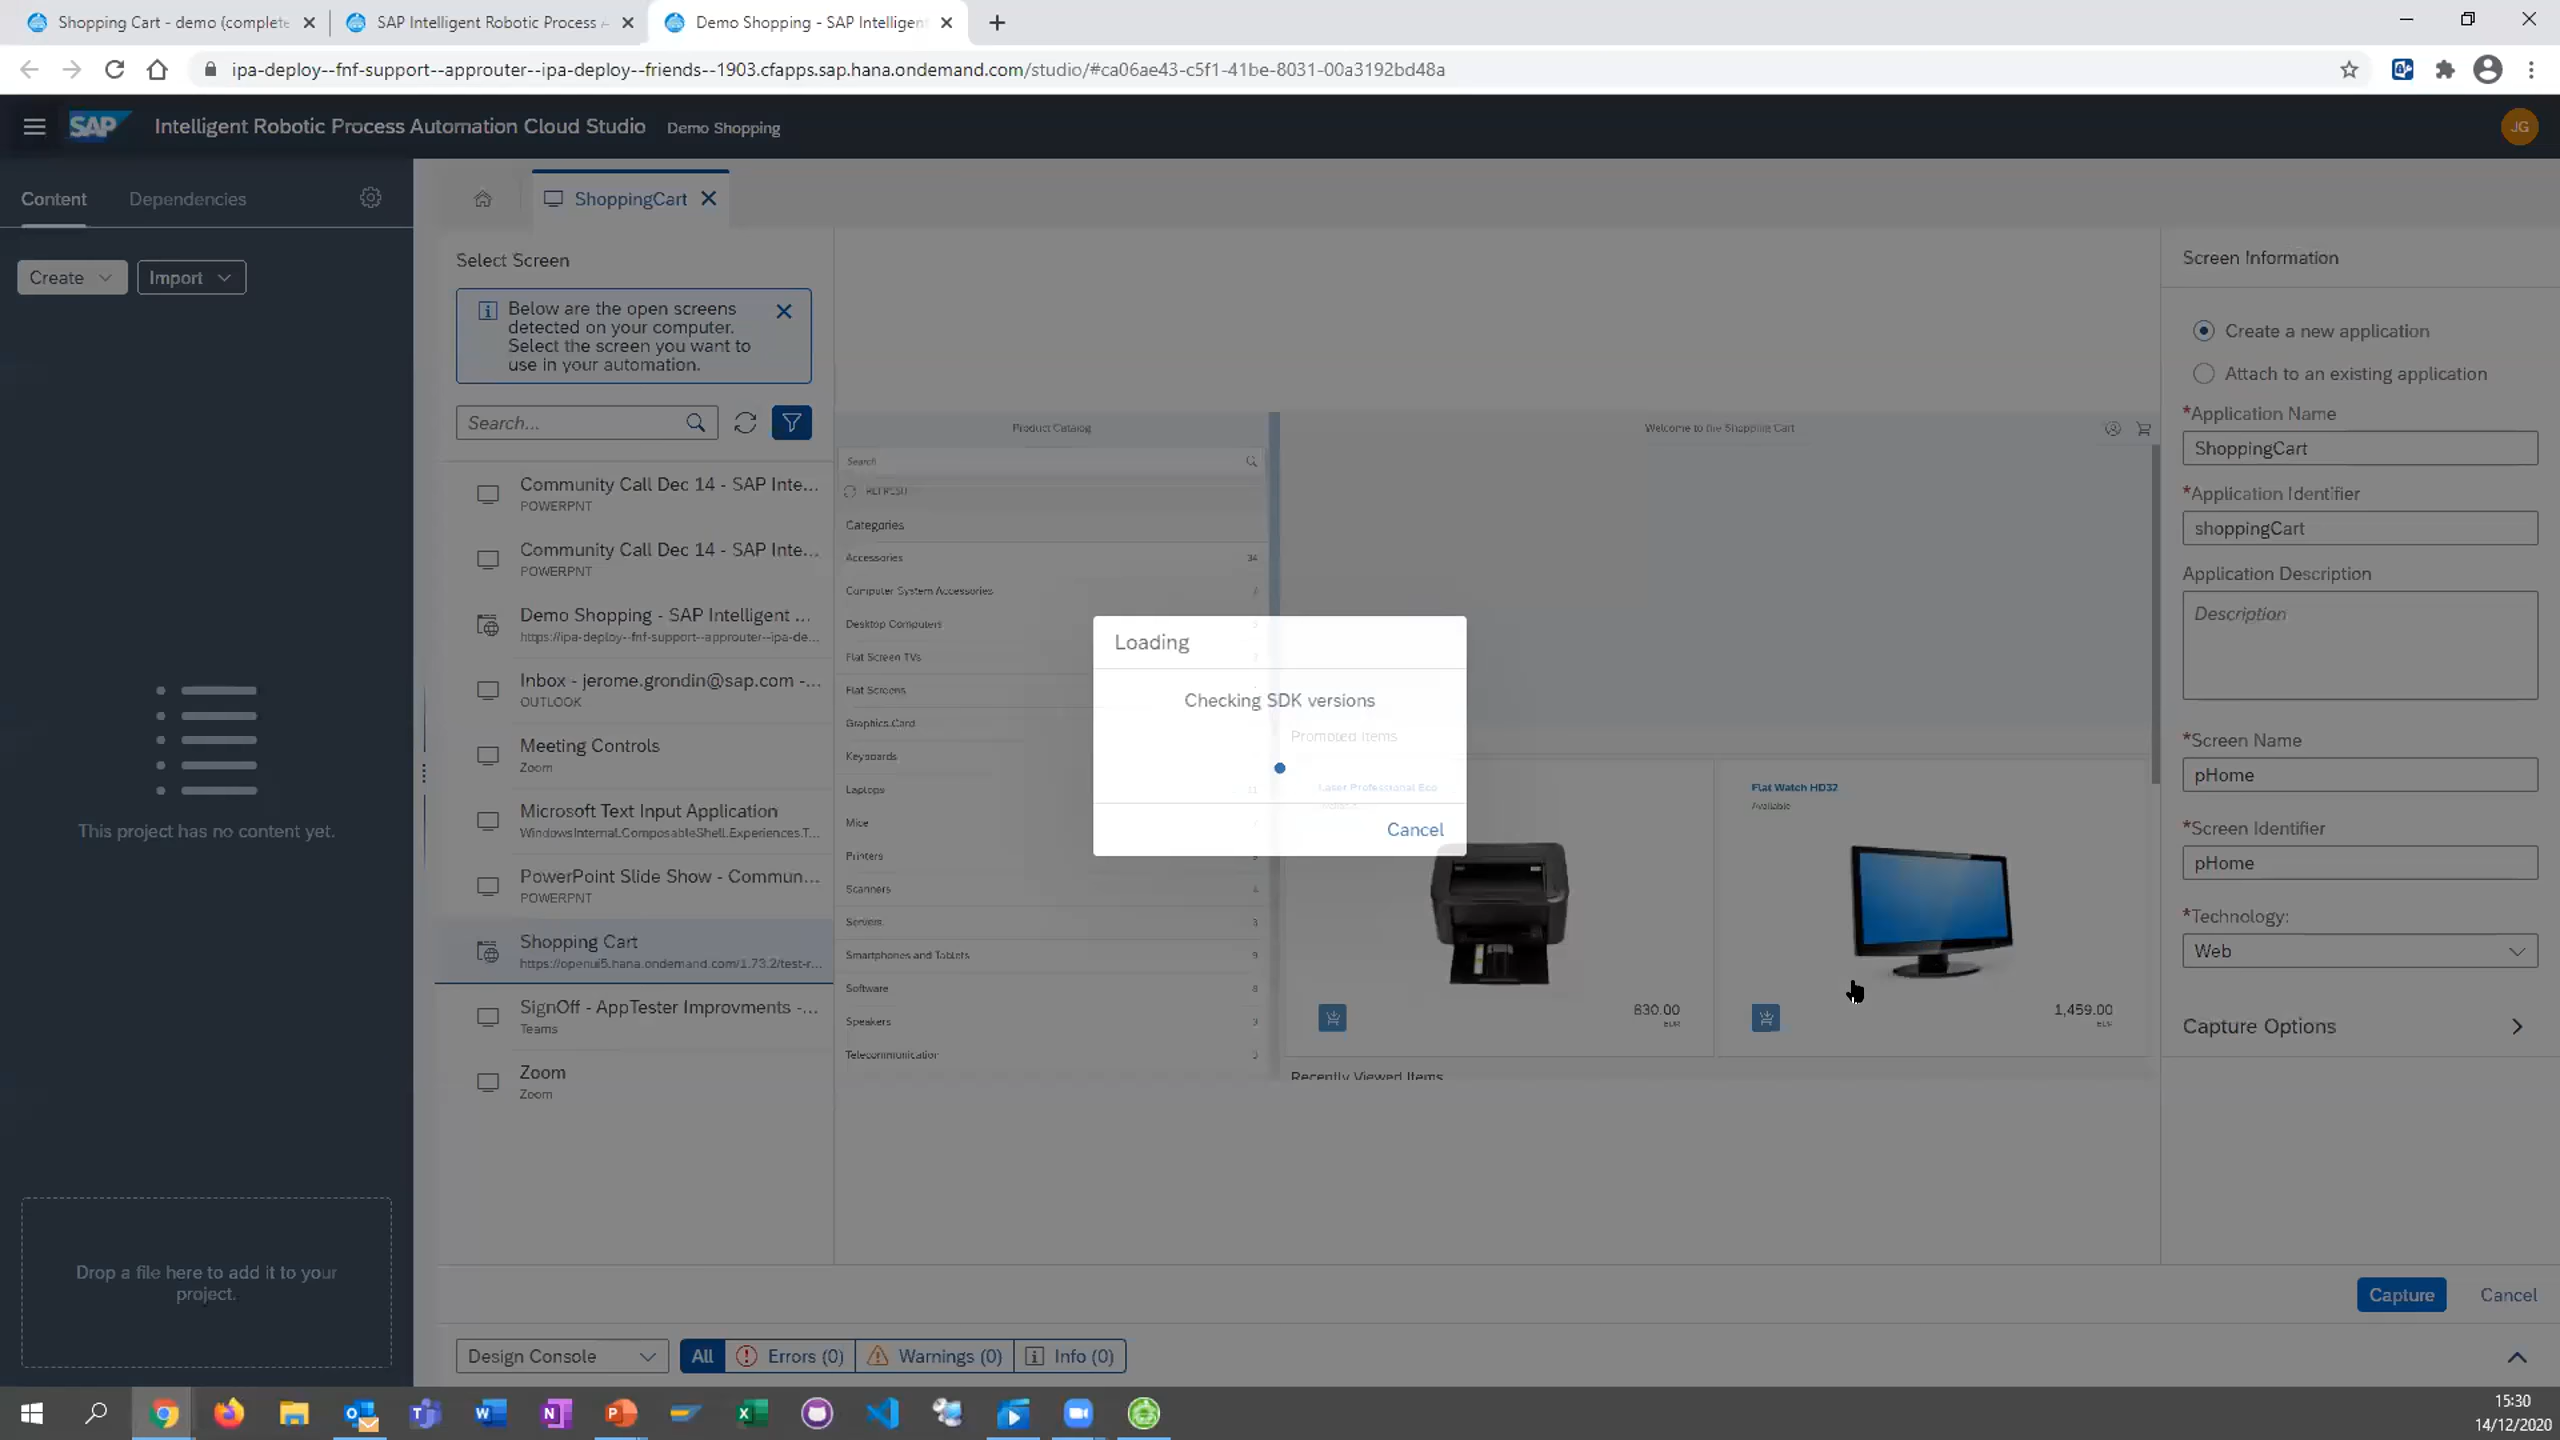 Shopping Cart - demo (complete
SAP Intelligent Robotic Process A
Demo Shopping - SAP Intelligen
ipa-deploy--fnf-support--approuter--ipa-deploy--friends--1903.cfapps.sap.hana.ondemand.com/studio/#ca06ae43-c5f1-41be-8031-00a3192bd48a
SAP Intelligent Robotic Process Automation Cloud Studio Demo Shopping
JG
Content Dependencies
ShoppingCart
Create Import
This project has no content yet.
Drop a file here to add it to your
project.
Select Screen
Below are the open screens
detected on your computer.
Select the screen you want to
use in your automation.
Search...
Community Call Dec 14 - SAP Inte...
POWERPNT
Community Call Dec 14 - SAP Inte...
POWERPNT
Demo Shopping - SAP Intelligent ...
https://ipa-deploy--fnf-support--approuter--ipa-de...
Inbox - jerome.grondin@sap.com -...
OUTLOOK
Meeting Controls
Zoom
Microsoft Text Input Application
WindowsInternal.ComposableShell.Experiences.T...
PowerPoint Slide Show - Commun...
POWERPNT
Shopping Cart
https://openui5.hana.ondemand.com/1.73.2/test-r...
SignOff - AppTester Improvments -...
Teams
Zoom
Zoom
Product Catalog
Search
REFRESH
Categories
Accessories 34
Computer System Accessories
Desktop Computers
Flat Screen TVs 2
Flat Screens
Graphics Card
Keyboards
Laptops 11
Mice 7
Printers 9
Scanners 4
Servers 3
Smartphones and Tablets 9
Software 8
Speakers 3
Telecommunication
Welcome to the Shopping Cart
Prompted Items
Laser Professional Eco
830.00
EUR
Flat Watch HD32
Available
1,459.00
EUR
Recently Viewed Items
Loading
Checking SDK versions
Cancel
Screen Information
Create a new application
Attach to an existing application
*Application Name
ShoppingCart
*Application Identifier
shoppingCart
Application Description
Description
*Screen Name
pHome
*Screen Identifier
pHome
*Technology:
Web
Capture Options
Capture Cancel
Design Console
All Errors (0) Warnings (0) Info (0)
15:30
14/12/2020